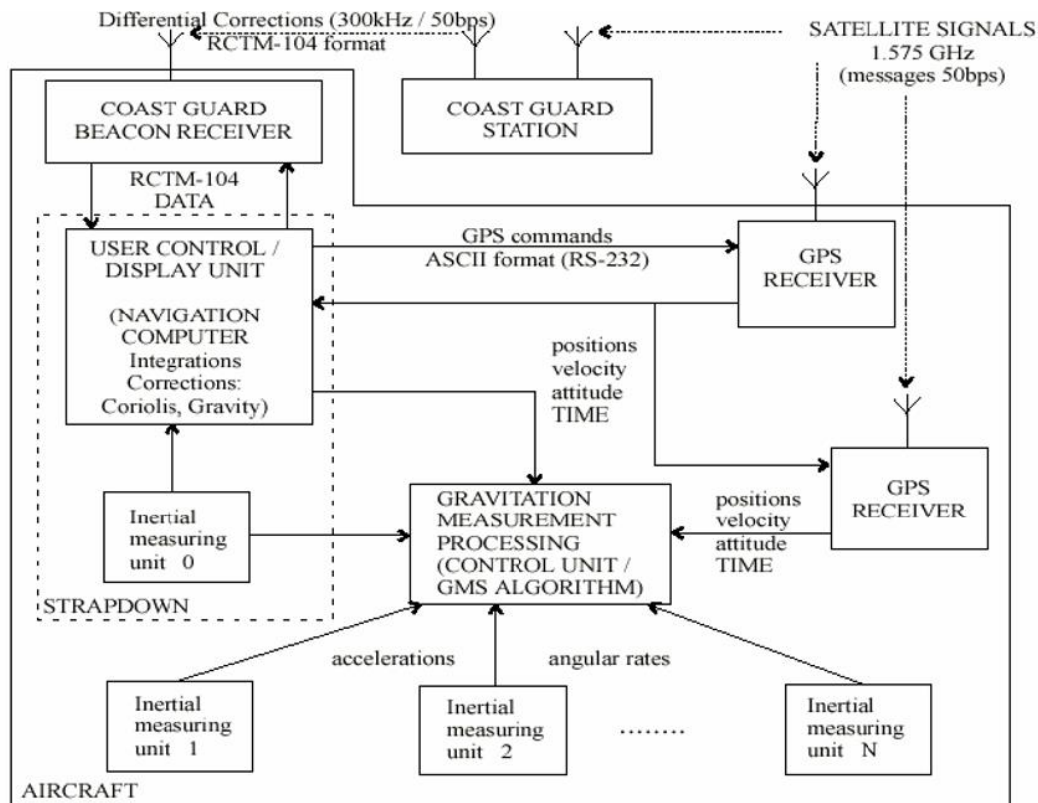 Differential Corrections (300kHz / 50bps)
RCTM-104 format
SATELLITE SIGNALS
1.575 GHz
(messages 50bps)
COAST GUARD
BEACON RECEIVER
COAST GUARD
STATION
RCTM-104
DATA
USER CONTROL /
DISPLAY UNIT
(NAVIGATION
COMPUTER
Integrations
Corrections:
Coriolis, Gravity)
GPS commands
ASCII format (RS-232)
GPS
RECEIVER
positions
velocity
attitude
TIME
GPS
RECEIVER
positions
velocity
attitude
TIME
Inertial
measuring
unit 0
STRAPDOWN
GRAVITATION
MEASUREMENT
PROCESSING
(CONTROL UNIT /
GMS ALGORITHM)
accelerations
angular rates
Inertial
measuring
unit 1
Inertial
measuring
unit 2
........
Inertial
measuring
unit N
AIRCRAFT